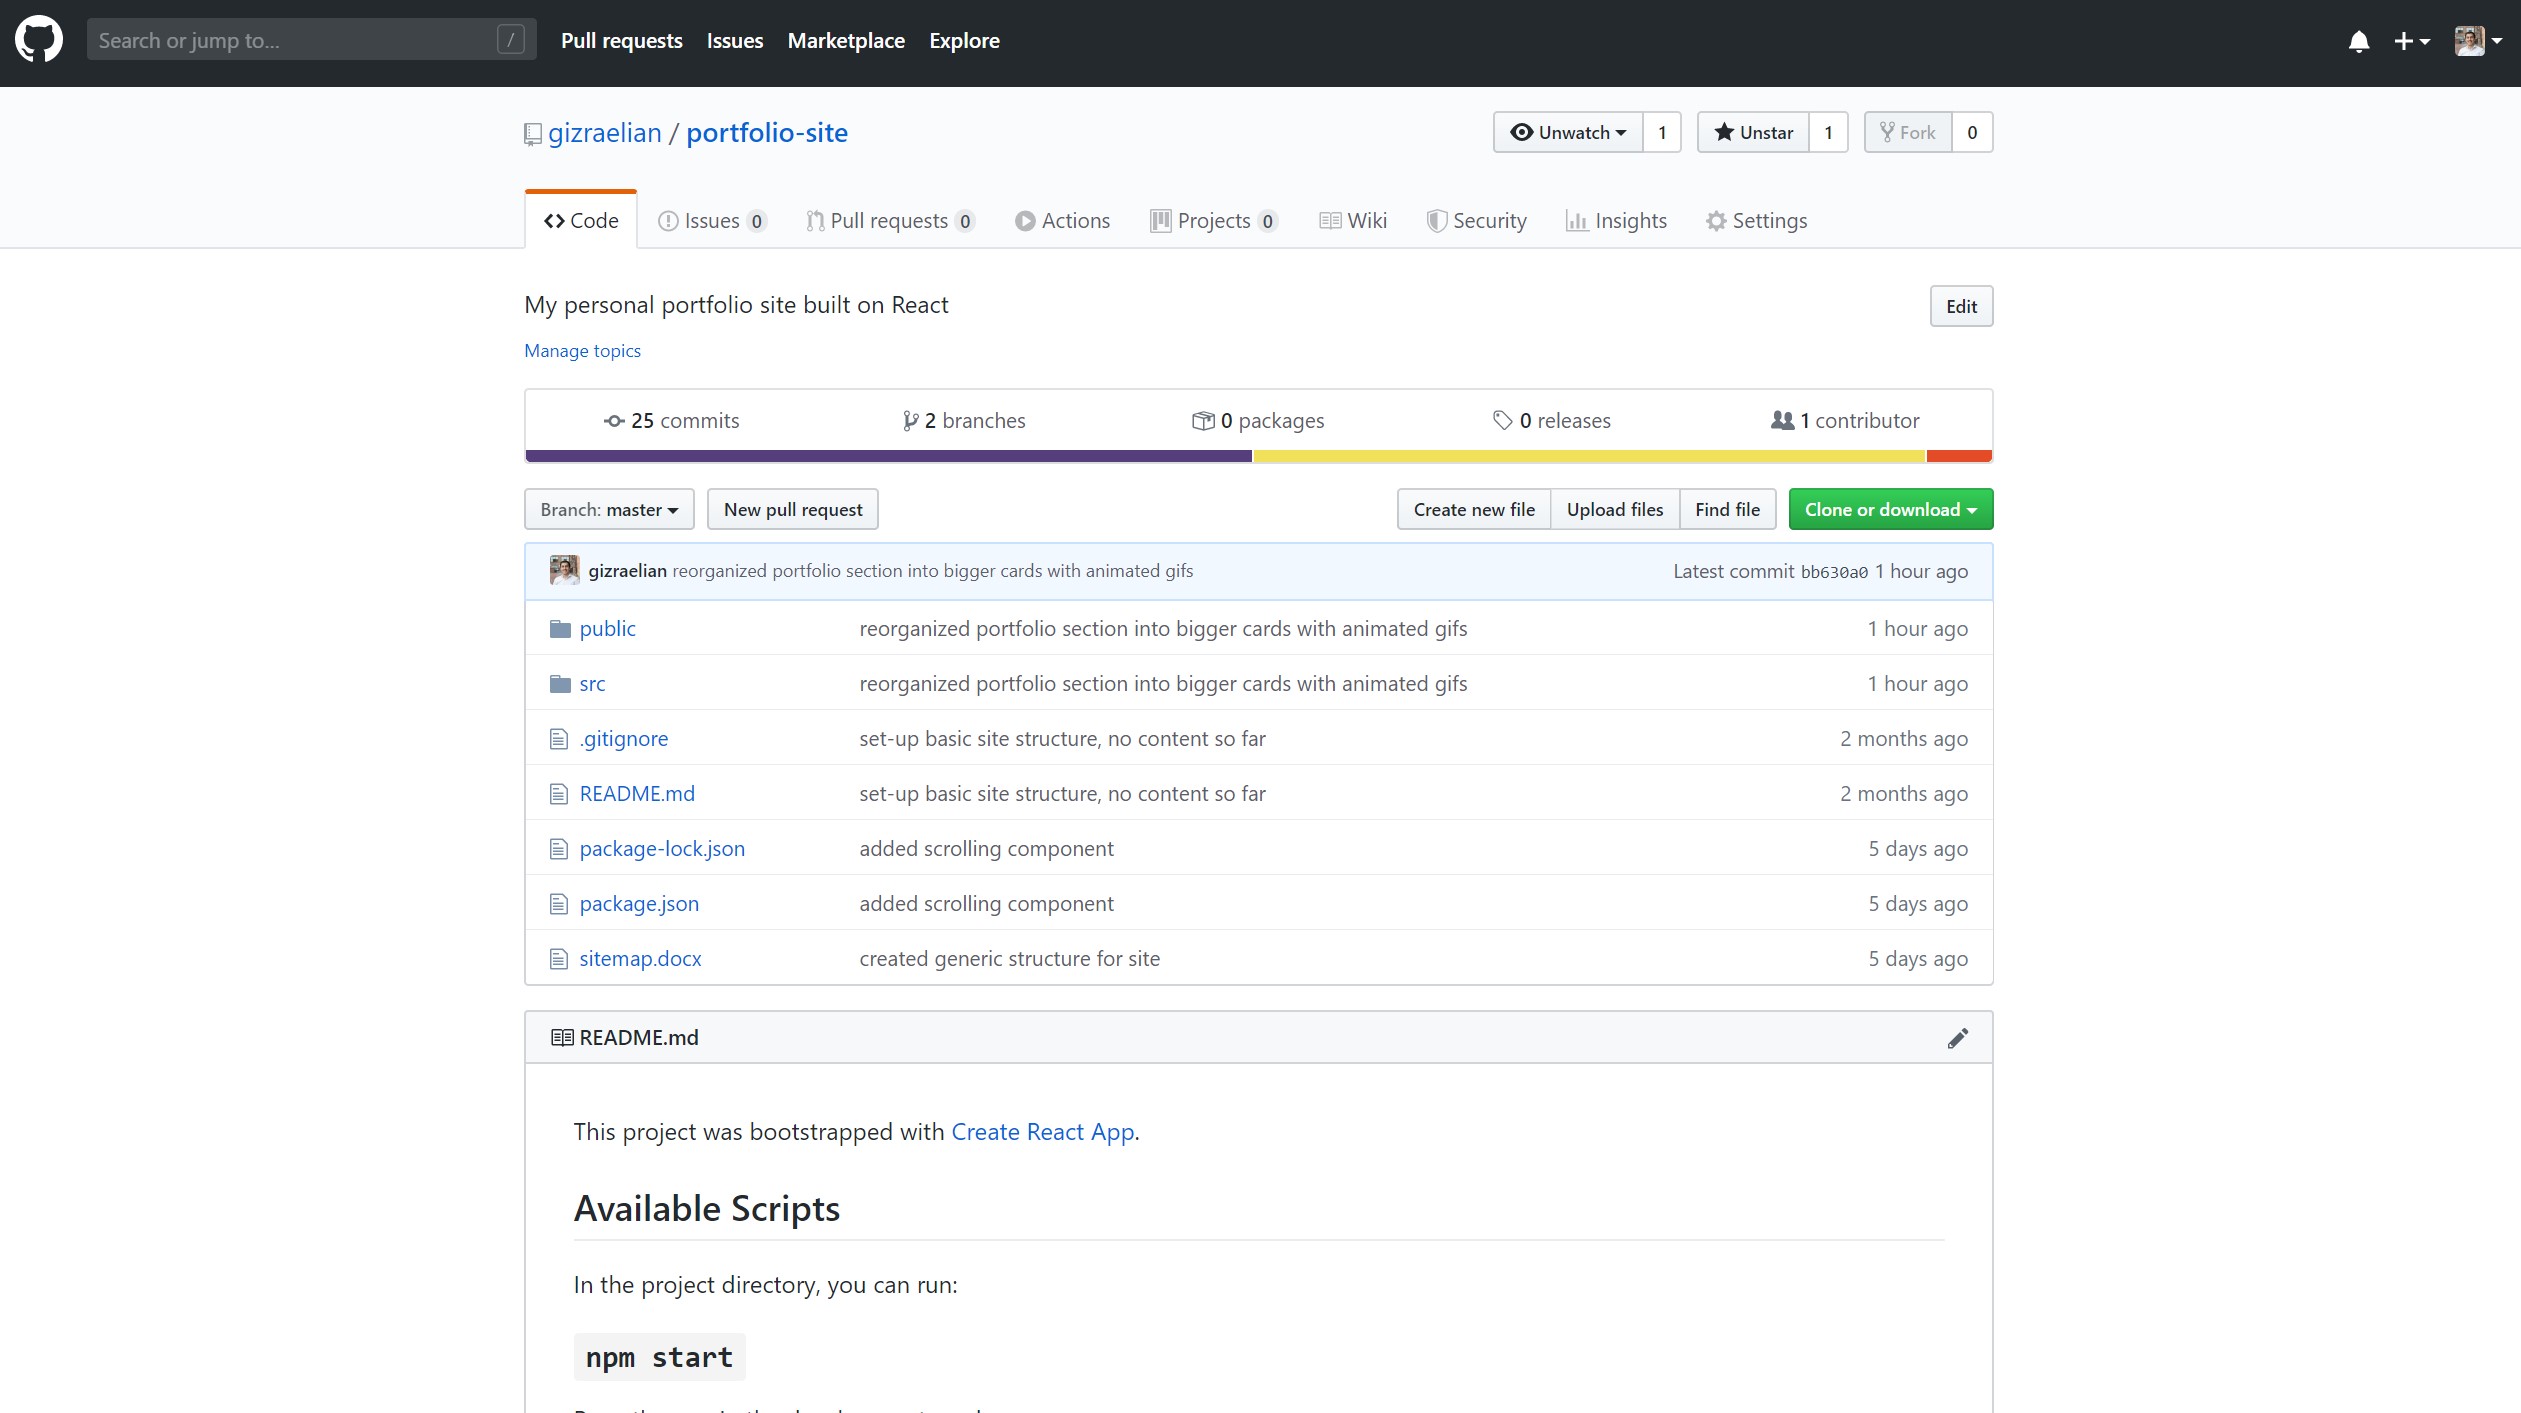 Search or jump to... / Pull requests Issues Marketplace Explore
gizraelian / portfolio-site Unwatch 1 Unstar 1 Fork 0
Code Issues 0 Pull requests 0 Actions Projects 0 Wiki Security Insights Settings
My personal portfolio site built on React Edit
Manage topics
25 commits 2 branches 0 packages 0 releases 1 contributor
Branch: master New pull request Create new file Upload files Find file Clone or download
gizraelian reorganized portfolio section into bigger cards with animated gifs Latest commit bb630a0 1 hour ago
public reorganized portfolio section into bigger cards with animated gifs 1 hour ago
src reorganized portfolio section into bigger cards with animated gifs 1 hour ago
.gitignore set-up basic site structure, no content so far 2 months ago
README.md set-up basic site structure, no content so far 2 months ago
package-lock.json added scrolling component 5 days ago
package.json added scrolling component 5 days ago
sitemap.docx created generic structure for site 5 days ago
README.md
This project was bootstrapped with Create React App.
Available Scripts
In the project directory, you can run:
npm start